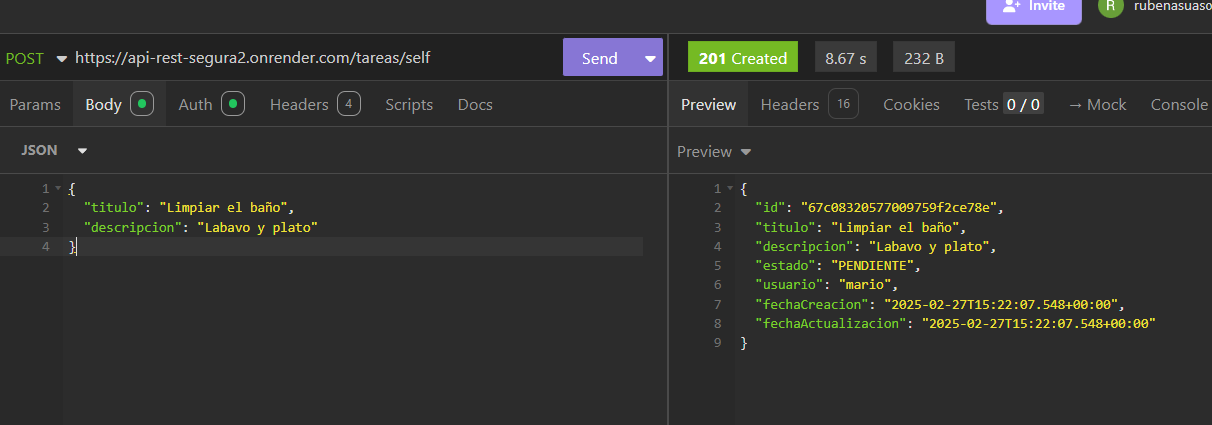 Invite R rubenasuaso
POST https://api-rest-segura2.onrender.com/tareas/self Send 201 Created 8.67 s 232 B
Params Body Auth Headers 4 Scripts Docs Preview Headers 16 Cookies Tests 0 / 0 → Mock Console
JSON
Preview
1 {
2 "titulo": "Limpiar el baño",
3 "descripcion": "Labavo y plato"
4 }
1 {
2 "id": "67c08320577009759f2ce78e",
3 "titulo": "Limpiar el baño",
4 "descripcion": "Labavo y plato",
5 "estado": "PENDIENTE",
6 "usuario": "mario",
7 "fechaCreacion": "2025-02-27T15:22:07.548+00:00",
8 "fechaActualizacion": "2025-02-27T15:22:07.548+00:00"
9 }